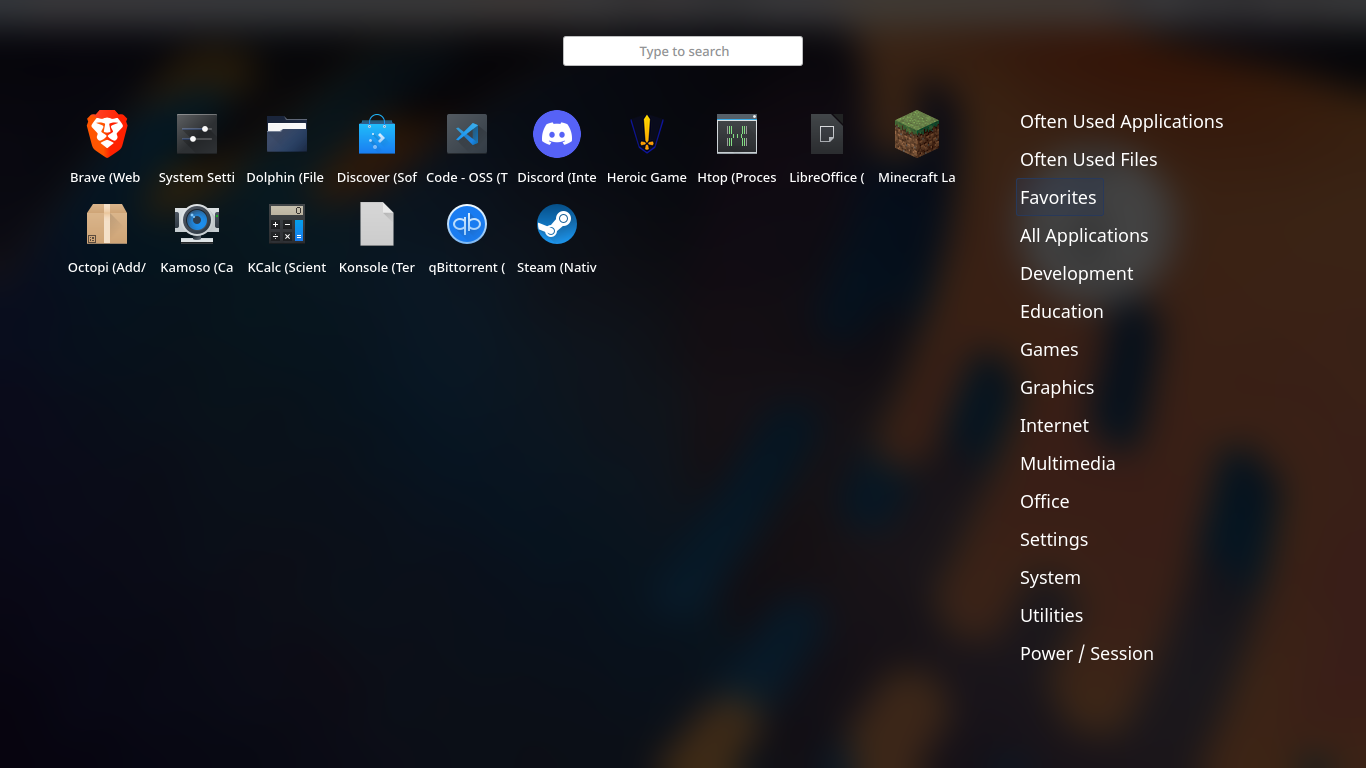 Type to search
Brave (Web
System Setti
Dolphin (File
Discover (Sof
Code - OSS (T
Discord (Inte
Heroic Game
Htop (Proces
LibreOffice (
Minecraft La
Octopi (Add/
Kamoso (Ca
KCalc (Scient
Konsole (Ter
qBittorrent (
Steam (Nativ
Often Used Applications
Often Used Files
Favorites
All Applications
Development
Education
Games
Graphics
Internet
Multimedia
Office
Settings
System
Utilities
Power / Session